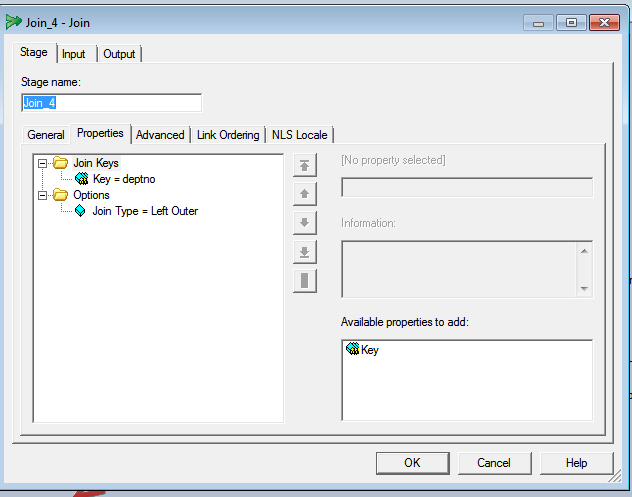 Join_4 - Join
Stage Input Output
Stage name:
Join_4
General Properties Advanced Link Ordering NLS Locale
Join Keys
Key = deptno
Options
Join Type = Left Outer
[No property selected]
Information:
Available properties to add:
Key
OK Cancel Help